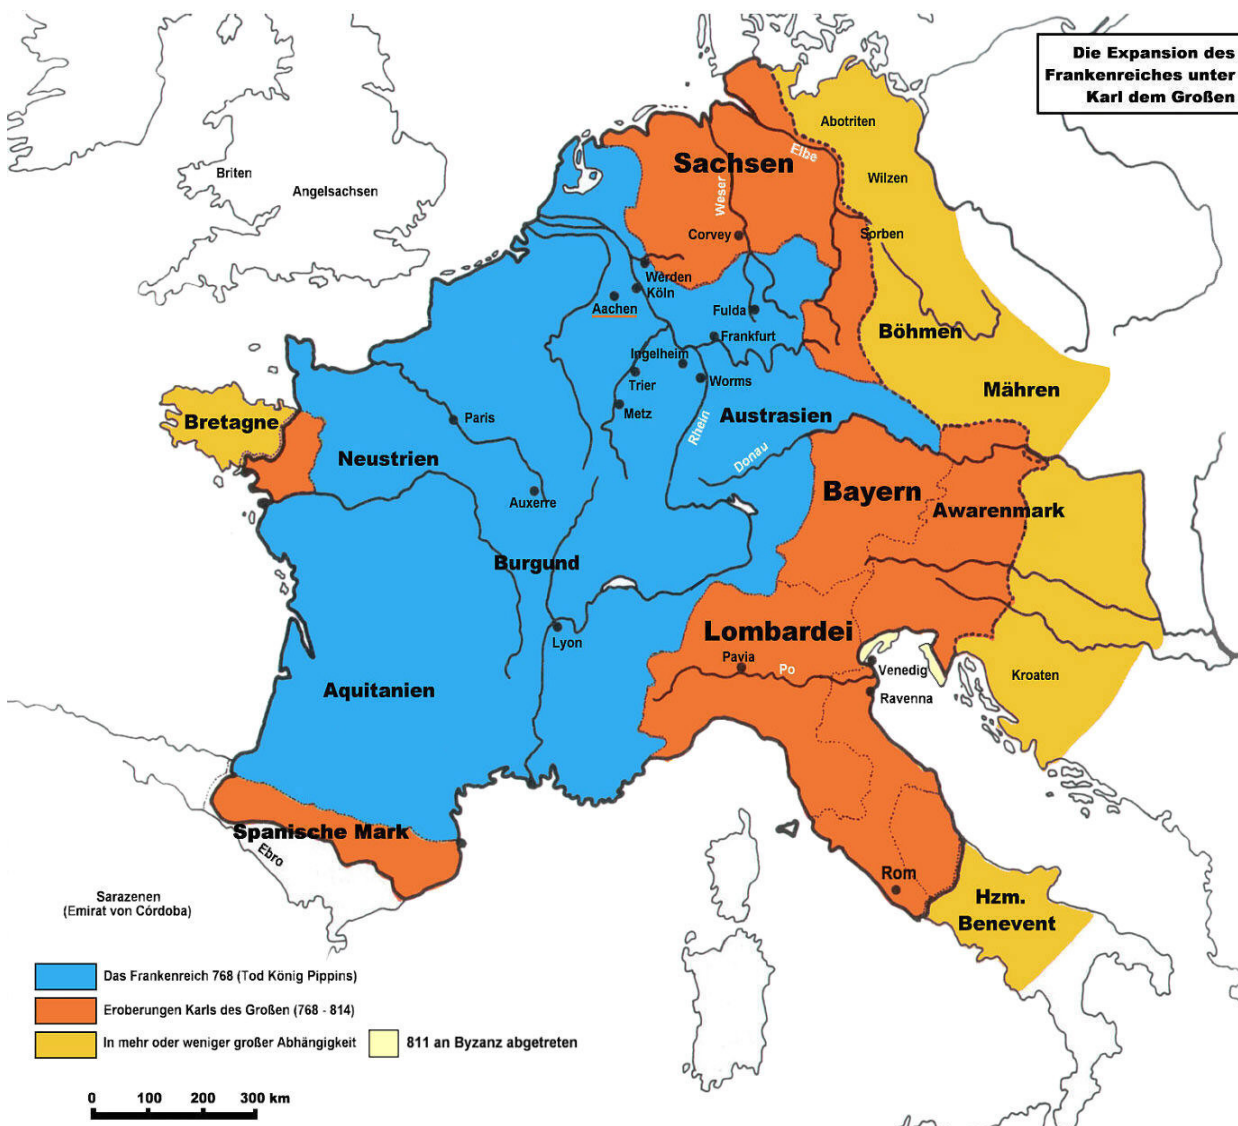 Die Expansion des
Frankenreiches unter
Karl dem Großen
Abotriten
Elbe
Sachsen
Briten
Angelsachsen
Wilzen
Weser
Corvey
Sorben
Werden
Köln
Aachen
Fulda
Frankfurt
Böhmen
Ingelheim
Trier
Worms
Mähren
Metz
Austrasien
Bretagne
Paris
Rhein
Neustrien
Donau
Bayern
Auxerre
Awarenmark
Burgund
Lombardei
Lyon
Pavia
Po
Venedig
Kroaten
Aquitanien
Ravenna
Spanische Mark
Ebro
Rom
Sarazenen
(Emirat von Córdoba)
Hzm.
Benevent
Das Frankenreich 768 (Tod König Pippins)
Eroberungen Karls des Großen (768 - 814)
In mehr oder weniger großer Abhängigkeit
811 an Byzanz abgetreten
0 100 200 300 km